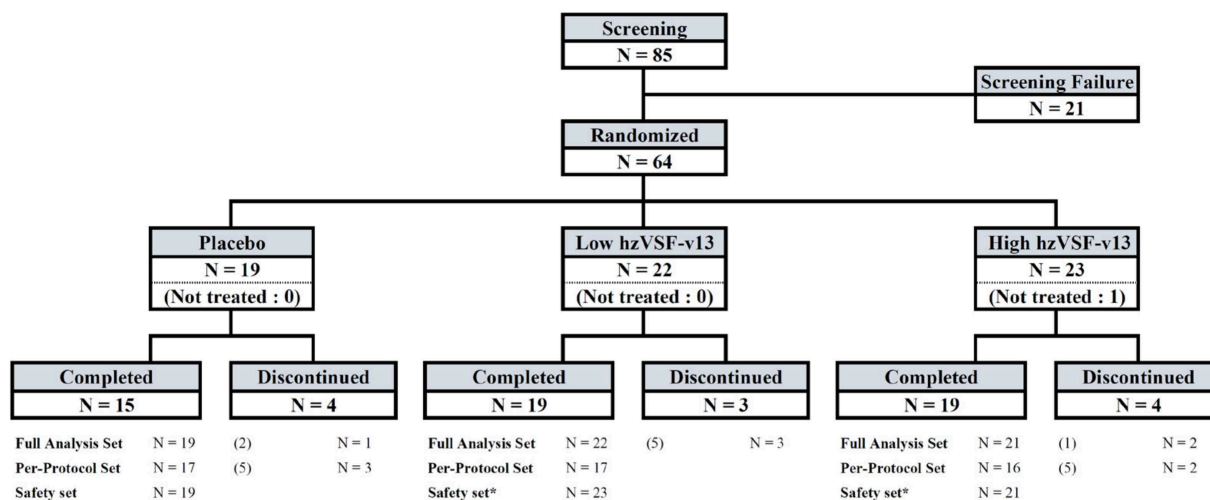 Screening
N = 85
Screening Failure
N = 21
Randomized
N = 64
Placebo
N = 19
(Not treated : 0)
Low hzVSF-v13
N = 22
(Not treated : 0)
High hzVSF-v13
N = 23
(Not treated : 1)
Completed
N = 15
Discontinued
N = 4
Completed
N = 19
Discontinued
N = 3
Completed
N = 19
Discontinued
N = 4
Full Analysis Set N = 19 (2) N = 1
Per-Protocol Set N = 17 (5) N = 3
Safety set N = 19
Full Analysis Set N = 22 (5) N = 3
Per-Protocol Set N = 17
Safety set* N = 23
Full Analysis Set N = 21 (1) N = 2
Per-Protocol Set N = 16 (5) N = 2
Safety set* N = 21